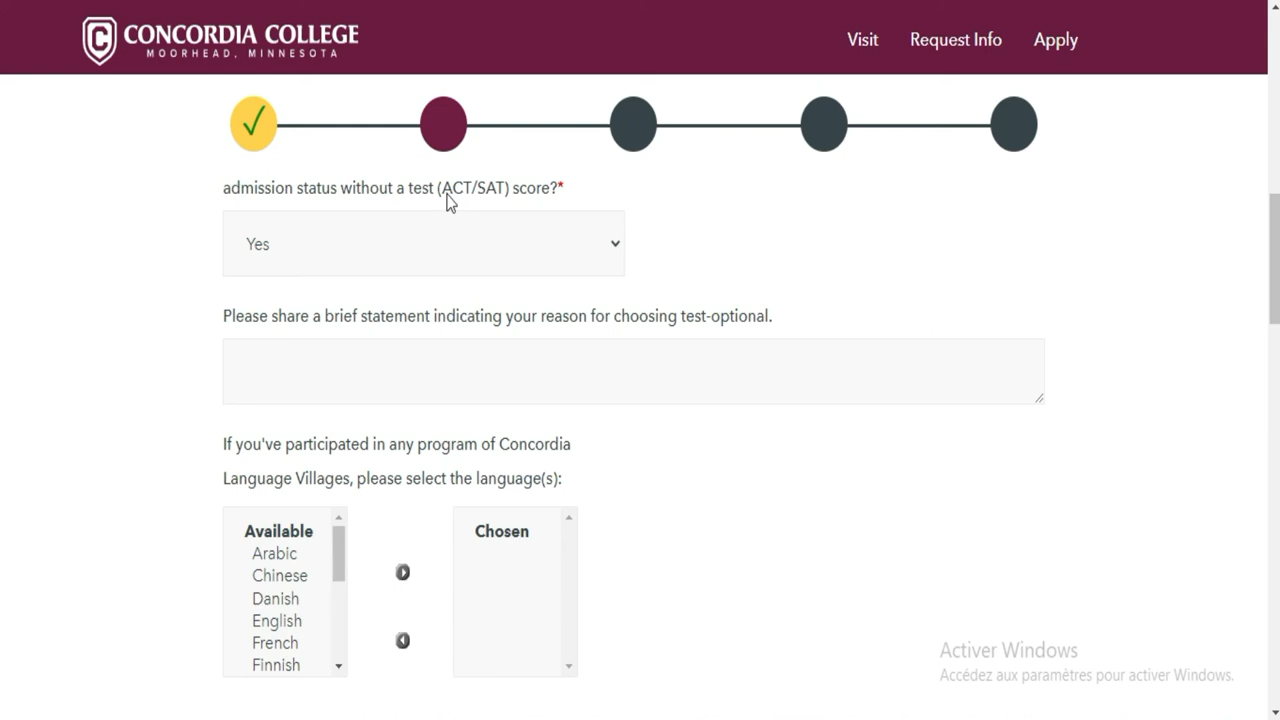 CONCORDIA COLLEGE
MOORHEAD, MINNESOTA
Visit Request Info Apply
admission status without a test (ACT/SAT) score?*
Yes
Please share a brief statement indicating your reason for choosing test-optional.
If you've participated in any program of Concordia
Language Villages, please select the language(s):
Available
Arabic
Chinese
Danish
English
French
Finnish
Chosen
Activer Windows
Accédez aux paramètres pour activer Windows.